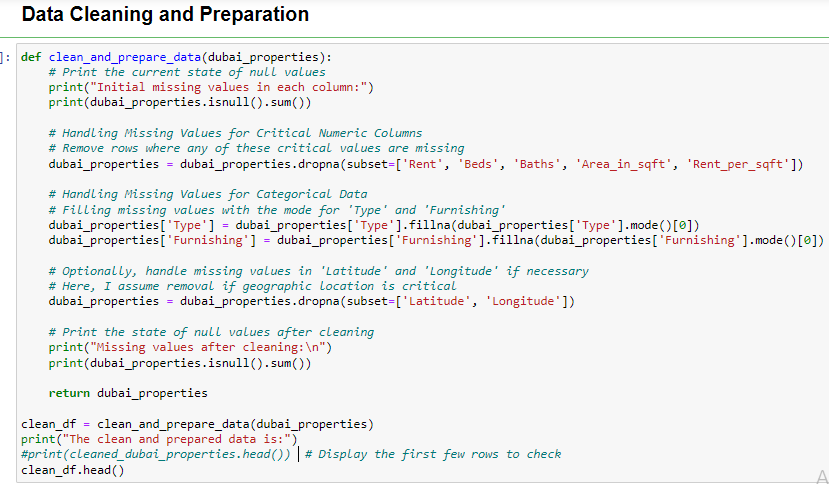 Data Cleaning and Preparation
]: def clean_and_prepare_data(dubai_properties):
    # Print the current state of null values
    print("Initial missing values in each column:")
    print(dubai_properties.isnull().sum())

    # Handling Missing Values for Critical Numeric Columns
    # Remove rows where any of these critical values are missing
    dubai_properties = dubai_properties.dropna(subset=['Rent', 'Beds', 'Baths', 'Area_in_sqft', 'Rent_per_sqft'])

    # Handling Missing Values for Categorical Data
    # Filling missing values with the mode for 'Type' and 'Furnishing'
    dubai_properties['Type'] = dubai_properties['Type'].fillna(dubai_properties['Type'].mode()[0])
    dubai_properties['Furnishing'] = dubai_properties['Furnishing'].fillna(dubai_properties['Furnishing'].mode()[0])

    # Optionally, handle missing values in 'Latitude' and 'Longitude' if necessary
    # Here, I assume removal if geographic location is critical
    dubai_properties = dubai_properties.dropna(subset=['Latitude', 'Longitude'])

    # Print the state of null values after cleaning
    print("Missing values after cleaning:\n")
    print(dubai_properties.isnull().sum())

    return dubai_properties

clean_df = clean_and_prepare_data(dubai_properties)
print("The clean and prepared data is:")
#print(cleaned_dubai_properties.head()) # Display the first few rows to check
clean_df.head()
A